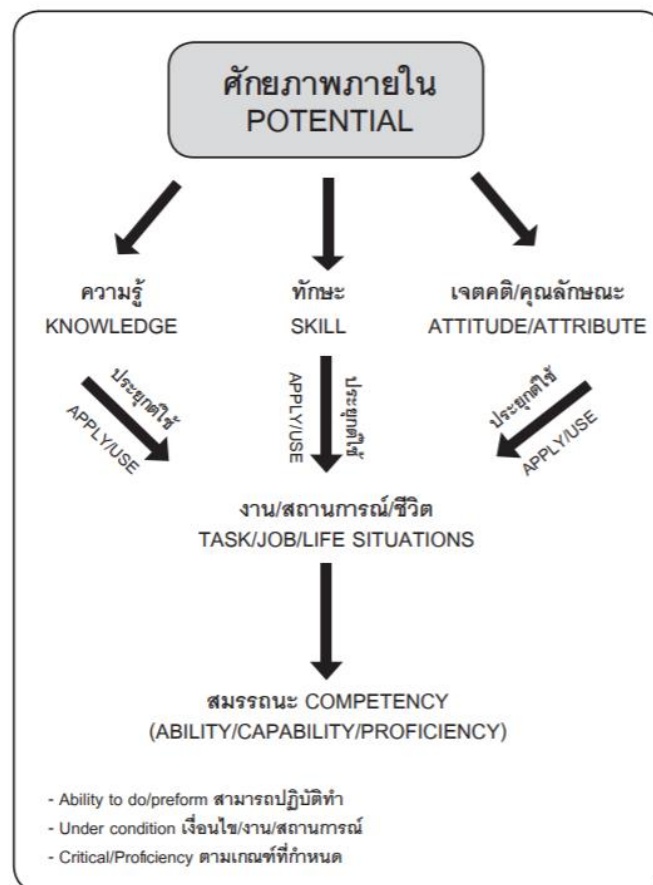 ศักยภาพภายใน
POTENTIAL
ความรู้
KNOWLEDGE
ทักษะ
SKILL
เจตคติ/คุณลักษณะ
ATTITUDE/ATTRIBUTE
ประยุกต์ใช้
APPLY/USE
APPLY/USE
ประยุกต์ใช้
ประยุกต์ใช้
APPLY/USE
งาน/สถานการณ์/ชีวิต
TASK/JOB/LIFE SITUATIONS
สมรรถนะ COMPETENCY
(ABILITY/CAPABILITY/PROFICIENCY)
- Ability to do/preform สามารถปฏิบัติทำ
- Under condition เงื่อนไข/งาน/สถานการณ์
- Critical/Proficiency ตามเกณฑ์ที่กำหนด